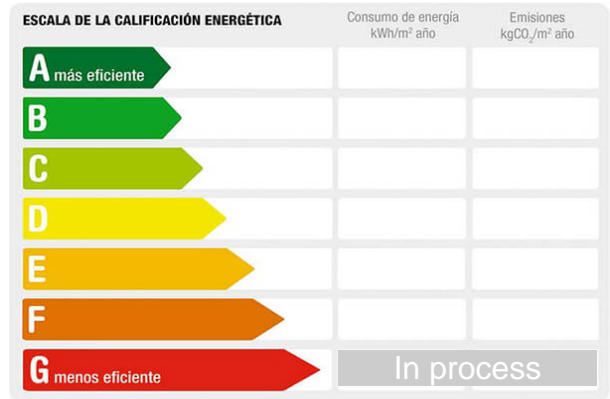 ESCALA DE LA CALIFICACIÓN ENERGÉTICA
Consumo de energía
kWh/m² año
Emisiones
kgCO₂/m² año
A más eficiente
B
C
D
E
F
G menos eficiente
In process